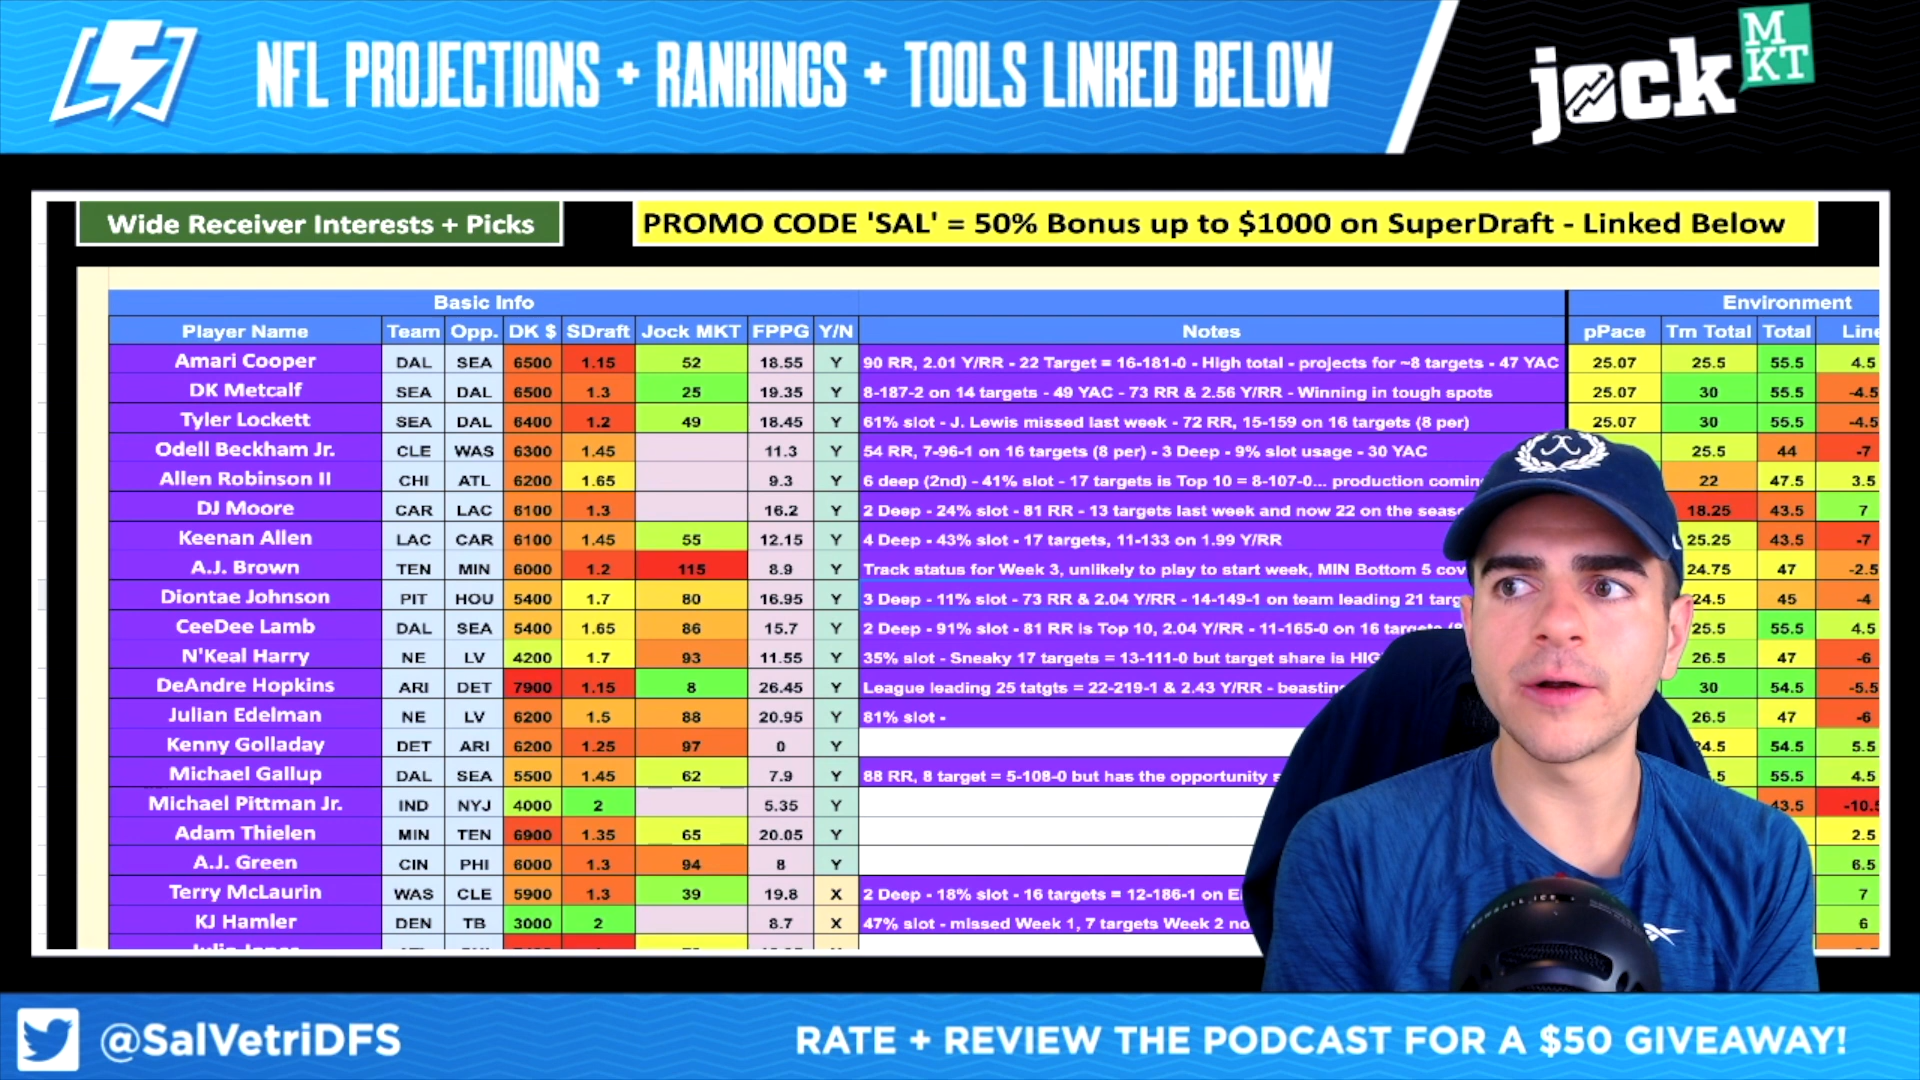 NFL PROJECTIONS + RANKINGS + TOOLS LINKED BELOW
jock MKT
Wide Receiver Interests + Picks
PROMO CODE 'SAL' = 50% Bonus up to $1000 on SuperDraft - Linked Below
Basic Info Environment
Player Name Team Opp. DK $ SDraft Jock MKT FPPG Y/N Notes pPace Tm Total Total Line
Amari Cooper DAL SEA 6500 1.15 52 18.55 Y 90 RR, 2.01 Y/RR - 22 Target = 16-181-0 - High total - projects for ~8 targets - 47 YAC 25.07 25.5 55.5 4.5
DK Metcalf SEA DAL 6500 1.3 25 19.35 Y 8-187-2 on 14 targets - 49 YAC - 73 RR & 2.56 Y/RR - Winning in tough spots 25.07 30 55.5 -4.5
Tyler Lockett SEA DAL 6400 1.2 49 18.45 Y 61% slot - J. Lewis missed last week - 72 RR, 15-159 on 16 targets (8 per) 25.07 30 55.5 -4.5
Odell Beckham Jr. CLE WAS 6300 1.45 11.3 Y 54 RR, 7-96-1 on 16 targets (8 per) - 3 Deep - 9% slot usage - 30 YAC 25.5 44 -7
Allen Robinson II CHI ATL 6200 1.65 9.3 Y 6 deep (2nd) - 41% slot - 17 targets is Top 10 = 8-107-0... production 22 47.5 3.5
DJ Moore CAR LAC 6100 1.3 16.2 Y 2 Deep - 24% slot - 81 RR - 13 targets last week and now 22 on the 18.25 43.5 7
Keenan Allen LAC CAR 6100 1.45 55 12.15 Y 4 Deep - 43% slot - 17 targets, 11-133 on 1.99 Y/RR 25.25 43.5 -7
A.J. Brown TEN MIN 6000 1.2 115 8.9 Y Track status for Week 3, unlikely to play to start week, MIN Bottom 5 24.75 47 -2.5
Diontae Johnson PIT HOU 5400 1.7 80 16.95 Y 3 Deep - 11% slot - 73 RR & 2.04 Y/RR - 14-149-1 on team leading 21 24.5 45 -4
CeeDee Lamb DAL SEA 5400 1.65 86 15.7 Y 2 Deep - 91% slot - 81 RR is Top 10, 2.04 Y/RR - 11-165-0 on 16 25.5 55.5 4.5
N'Keal Harry NE LV 4200 1.7 93 11.55 Y 35% slot - Sneaky 17 targets = 13-111-0 but target share is 26.5 47 -6
DeAndre Hopkins ARI DET 7900 1.15 8 26.45 Y League leading 25 tatgts = 22-219-1 & 2.43 Y/RR - 30 54.5 -5.5
Julian Edelman NE LV 6200 1.5 88 20.95 Y 81% slot - 26.5 47 -6
Kenny Golladay DET ARI 6200 1.25 97 0 Y 24.5 54.5 5.5
Michael Gallup DAL SEA 5500 1.45 62 7.9 Y 88 RR, 8 target = 5-108-0 but has the opportunity 55.5 4.5
Michael Pittman Jr. IND NYJ 4000 2 5.35 Y 43.5
Adam Thielen MIN TEN 6900 1.35 65 20.05 Y 2.5
A.J. Green CIN PHI 6000 1.3 94 8 Y 6.5
Terry McLaurin WAS CLE 5900 1.3 39 19.8 X 2 Deep - 18% slot - 16 targets = 12-186-1 on 7
KJ Hamler DEN TB 3000 2 8.7 X 47% slot - missed Week 1, 7 targets Week 2 6
@SalVetriDFS
RATE + REVIEW THE PODCAST FOR A $50 GIVEAWAY!